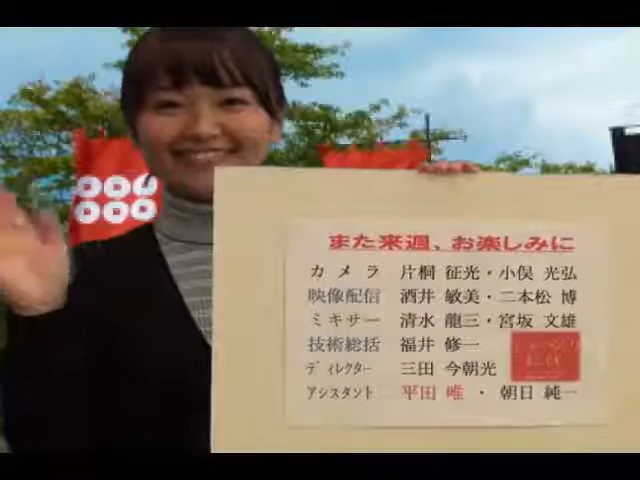 また来週、お楽しみに
カメラ 片桐 征光・小俣 光弘
映像配信 酒井 敏美・二本松 博
ミキサー 清水 龍三・宮坂 文雄
技術総括 福井 修一
ディレクター 三田 今朝光
アシスタント 平田 唯・朝日 純一